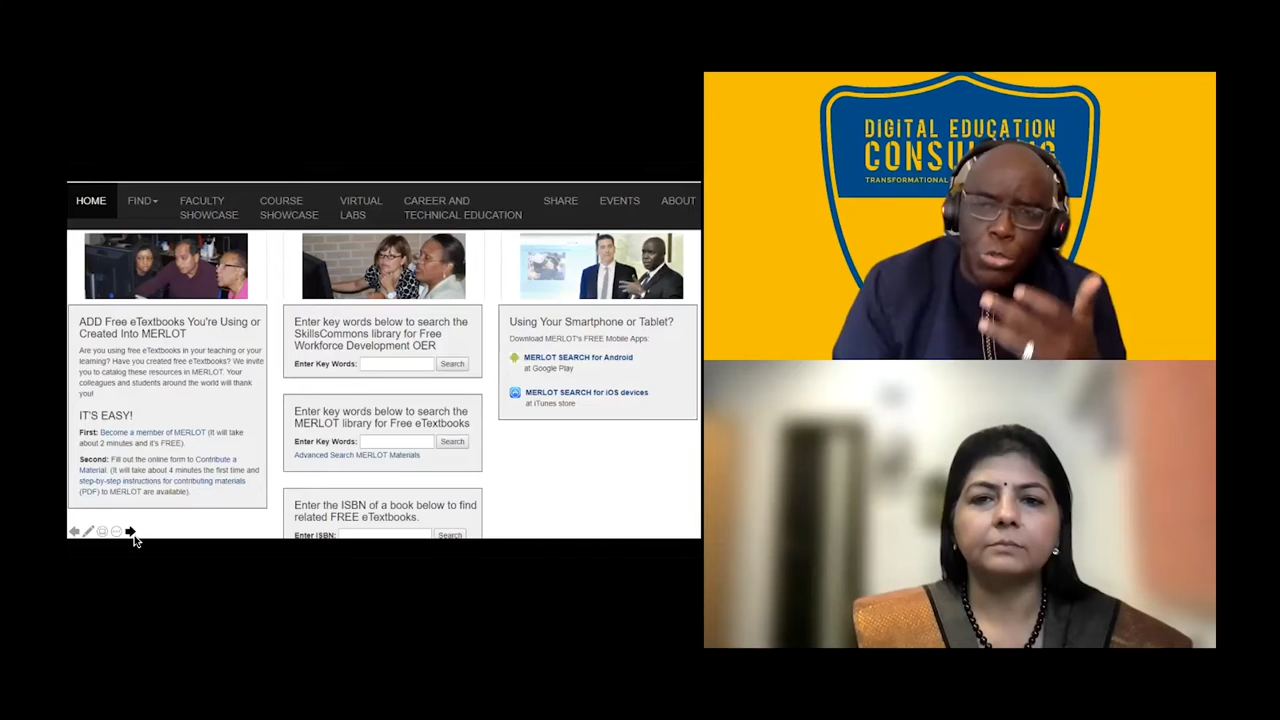 HOME
FIND
FACULTY
SHOWCASE
COURSE
SHOWCASE
VIRTUAL
LABS
CAREER AND
TECHNICAL EDUCATION
SHARE
EVENTS
ABOUT
ADD Free eTextbooks You're Using or
Created Into MERLOT
Are you using free eTextbooks in your teaching or your
learning? Have you created free eTextbooks? We invite
you to catalog these resources in MERLOT. Your
colleagues and students around the world will thank
you!
IT'S EASY!
First: Become a member of MERLOT (It will take
about 2 minutes and it's FREE).
Second: Fill out the online form to Contribute a
Material. (It will take about 4 minutes the first time and
step-by-step instructions for contributing materials
(PDF) to MERLOT are available).
Enter key words below to search the
SkillsCommons library for Free
Workforce Development OER
Enter Key Words: Search
Enter key words below to search the
MERLOT library for Free eTextbooks
Enter Key Words: Search
Advanced Search MERLOT Materials
Enter the ISBN of a book below to find
related FREE eTextbooks.
Enter ISBN: Search
Using Your Smartphone or Tablet?
Download MERLOT's FREE Mobile Apps:
MERLOT SEARCH for Android
at Google Play
MERLOT SEARCH for iOS devices
at iTunes store
DIGITAL EDUCATION
TRANSFORMATIONAL